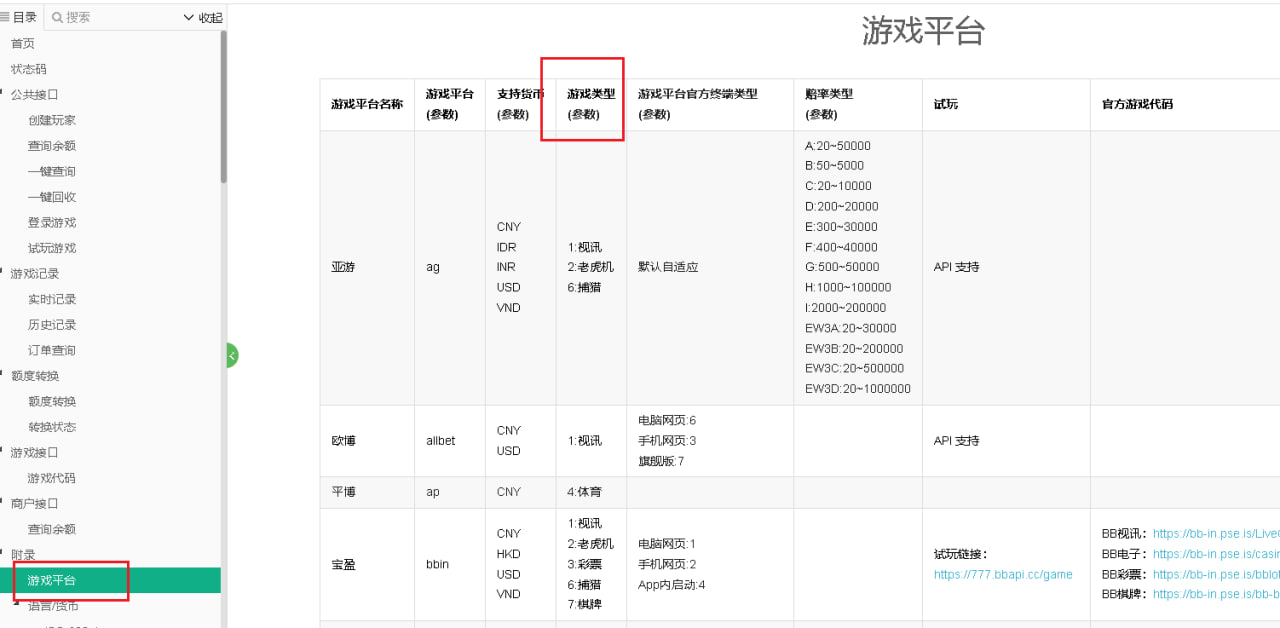 目录
搜索
收起
首页
状态码
公共接口
创建玩家
查询余额
一键查询
一键回收
登录游戏
试玩游戏
游戏记录
实时记录
历史记录
订单查询
额度转换
额度转换
转换状态
游戏接口
游戏代码
商户接口
查询余额
附录
游戏平台
语言/货币
游戏平台
游戏平台名称
游戏平台
(参数)
支持货币
(参数)
游戏类型
(参数)
游戏平台官方终端类型
(参数)
赔率类型
(参数)
试玩
官方游戏代码
亚游
ag
CNY
IDR
INR
USD
VND
1:视讯
2:老虎机
6:捕猎
默认自适应
A:20~50000
B:50~5000
C:20~10000
D:200~20000
E:300~30000
F:400~40000
G:500~50000
H:1000~100000
I:2000~200000
EW3A:20~30000
EW3B:20~200000
EW3C:20~500000
EW3D:20~1000000
API 支持
欧博
allbet
CNY
USD
1:视讯
电脑网页:6
手机网页:3
旗舰版:7
API 支持
平博
ap
CNY
4:体育
宝盈
bbin
CNY
HKD
USD
VND
1:视讯
2:老虎机
3:彩票
6:捕猎
7:棋牌
电脑网页:1
手机网页:2
App内启动:4
试玩链接：
https://777.bbapi.cc/game
BB视讯： https://bb-in.pse.is/Live
BB电子： https://bb-in.pse.is/casi
BB彩票： https://bb-in.pse.is/bblo
BB棋牌： https://bb-in.pse.is/bb-b